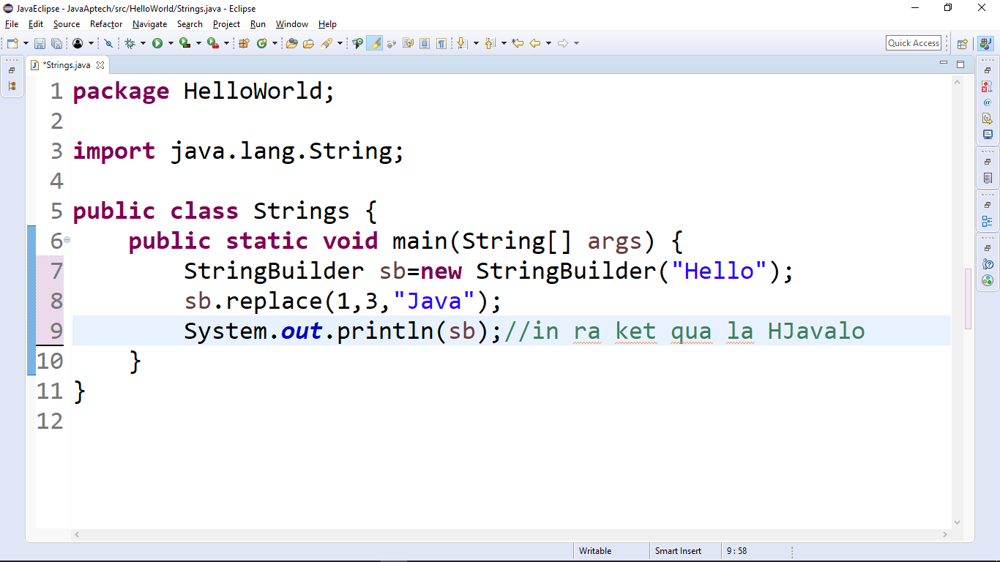 JavaEclipse - JavaAptech/src/HelloWorld/Strings.java - Eclipse
File Edit Source Refactor Navigate Search Project Run Window Help
Quick Access
*Strings.java
1 package HelloWorld;
2
3 import java.lang.String;
4
5 public class Strings {
6 public static void main(String[] args) {
7 StringBuilder sb=new StringBuilder("Hello");
8 sb.replace(1,3,"Java");
9 System.out.println(sb);//in ra ket qua la HJavalo
10 }
11 }
12
Writable Smart Insert 9 : 58